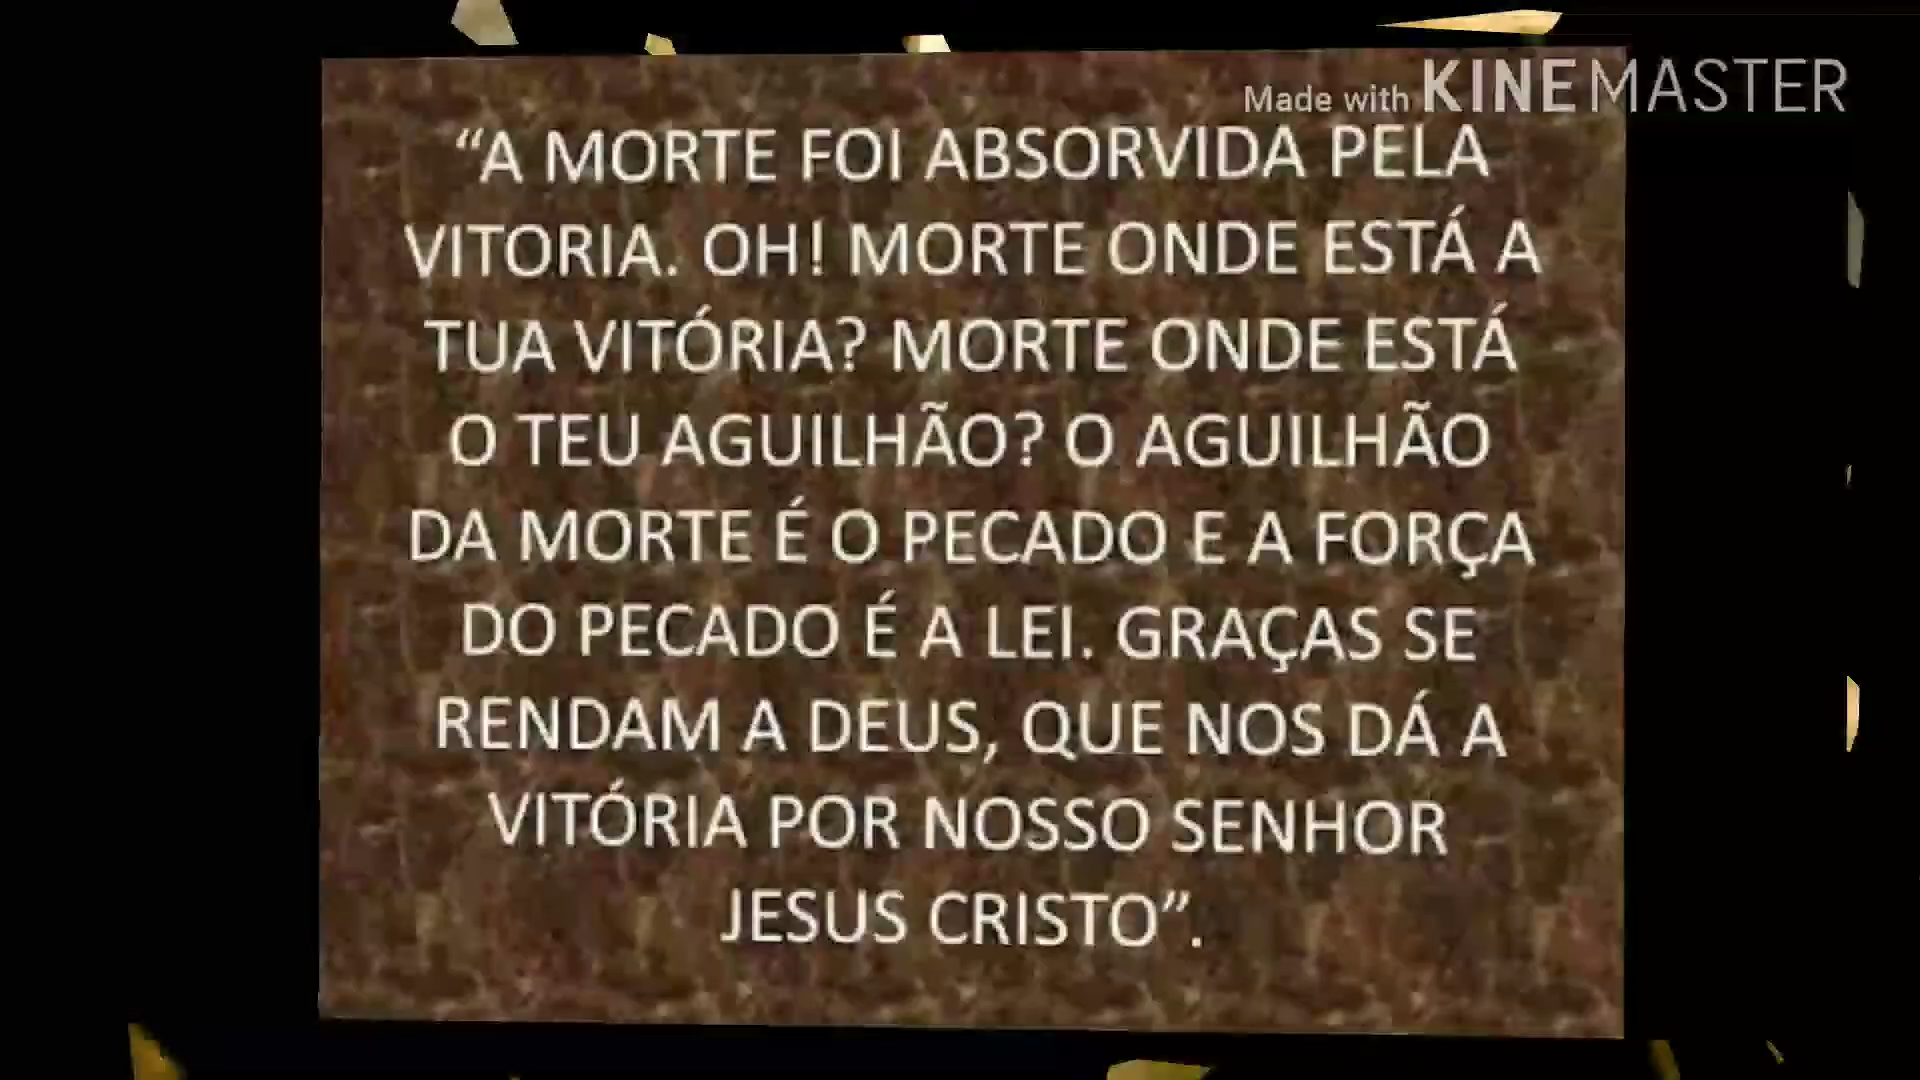 Made with KINEMASTER
“A MORTE FOI ABSORVIDA PELA
VITORIA. OH! MORTE ONDE ESTÁ A
TUA VITÓRIA? MORTE ONDE ESTÁ
O TEU AGUILHÃO? O AGUILHÃO
DA MORTE É O PECADO E A FORÇA
DO PECADO É A LEI. GRAÇAS SE
RENDAM A DEUS, QUE NOS DÁ A
VITÓRIA POR NOSSO SENHOR
JESUS CRISTO”.